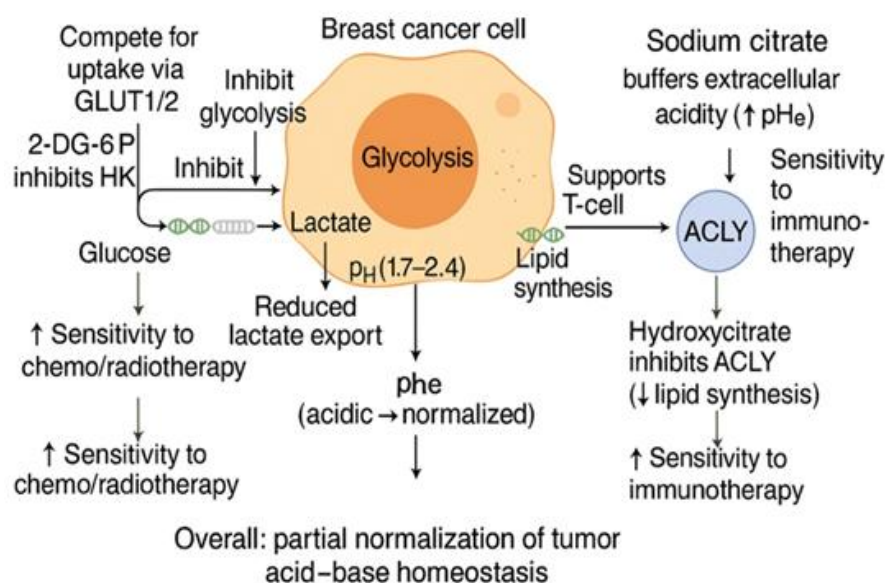 Breast cancer cell
Compete for
uptake via
GLUT1/2
2-DG-6P
inhibits HK
Inhibit
glycolysis
Inhibit
Glycolysis
Lactate
Glucose
pH (1.7–2.4)
Reduced
lactate export
↑ Sensitivity to
chemo/radiotherapy
↑ Sensitivity to
chemo/radiotherapy
phe
(acidic → normalized)
Supports
T-cell
Lipid
synthesis
Sodium citrate
buffers extracellular
acidity (↑ pHe)
Sensitivity
to
immuno-
therapy
ACLY
Hydroxycitrate
inhibits ACLY
(↓ lipid synthesis)
↑ Sensitivity to
immunotherapy
Overall: partial normalization of tumor
acid–base homeostasis